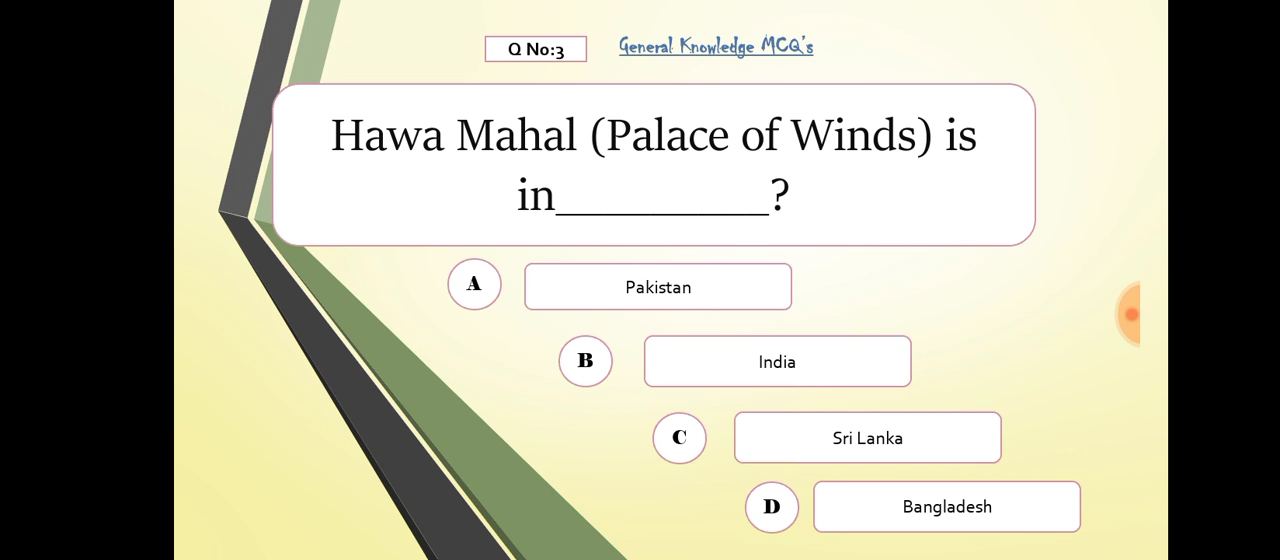 Q No:3
General Knowledge MCQ's
Hawa Mahal (Palace of Winds) is
in__________?
A
Pakistan
B
India
C
Sri Lanka
D
Bangladesh